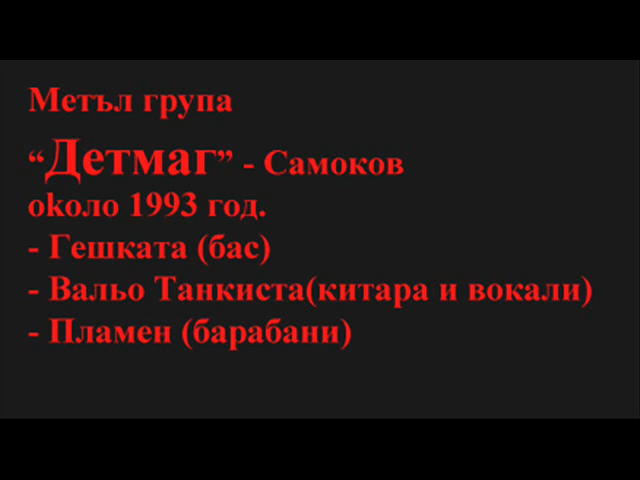 Метъл група
“Детмаг” - Самоков
около 1993 год.
- Гешката (бас)
- Вальо Танкиста(китара и вокали)
- Пламен (барабани)